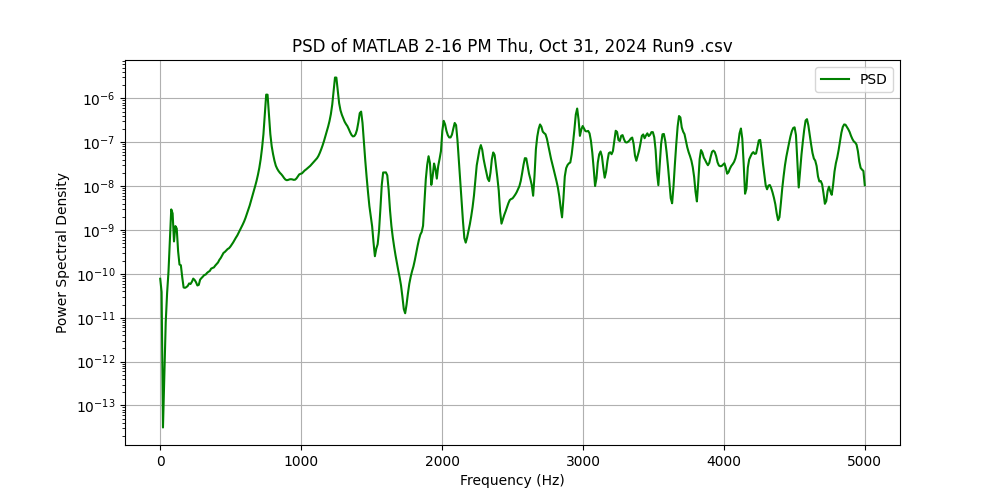 PSD of MATLAB 2-16 PM Thu, Oct 31, 2024 Run9 .csv
PSD
Power Spectral Density
10⁻⁶
10⁻⁷
10⁻⁸
10⁻⁹
10⁻¹⁰
10⁻¹¹
10⁻¹²
10⁻¹³
0 1000 2000 3000 4000 5000
Frequency (Hz)